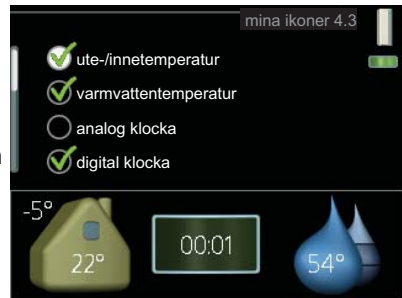 mina ikoner 4.3
ute-/innetemperatur
varmvattentemperatur
analog klocka
digital klocka
-5°
22°
00:01
54°